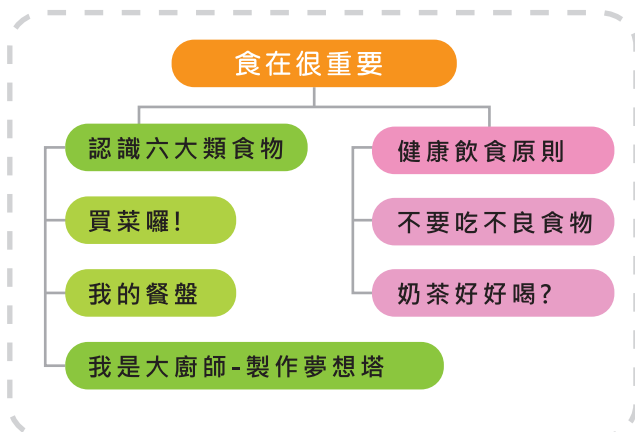 食在很重要
認識六大類食物
買菜囉!
我的餐盤
我是大廚師-製作夢想塔
健康飲食原則
不要吃不良食物
奶茶好好喝?